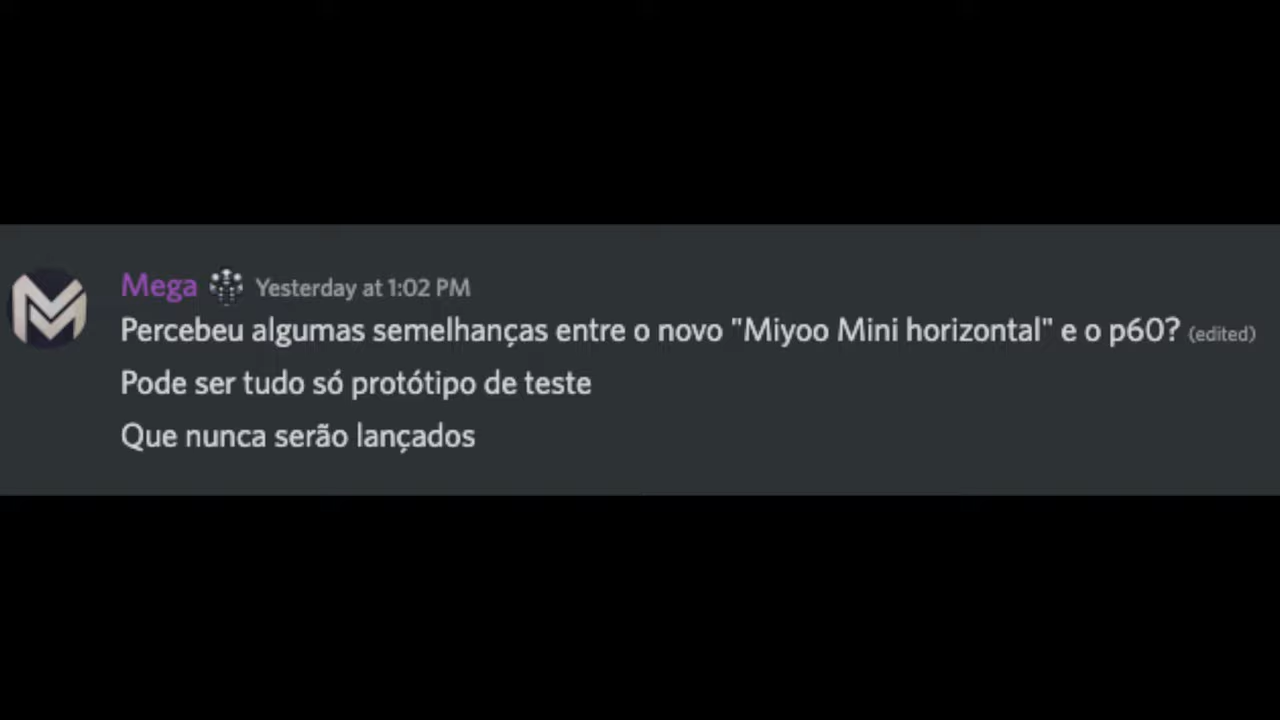 Mega Yesterday at 1:02 PM
Percebeu algumas semelhanças entre o novo "Miyoo Mini horizontal" e o p60? (edited)
Pode ser tudo só protótipo de teste
Que nunca serão lançados